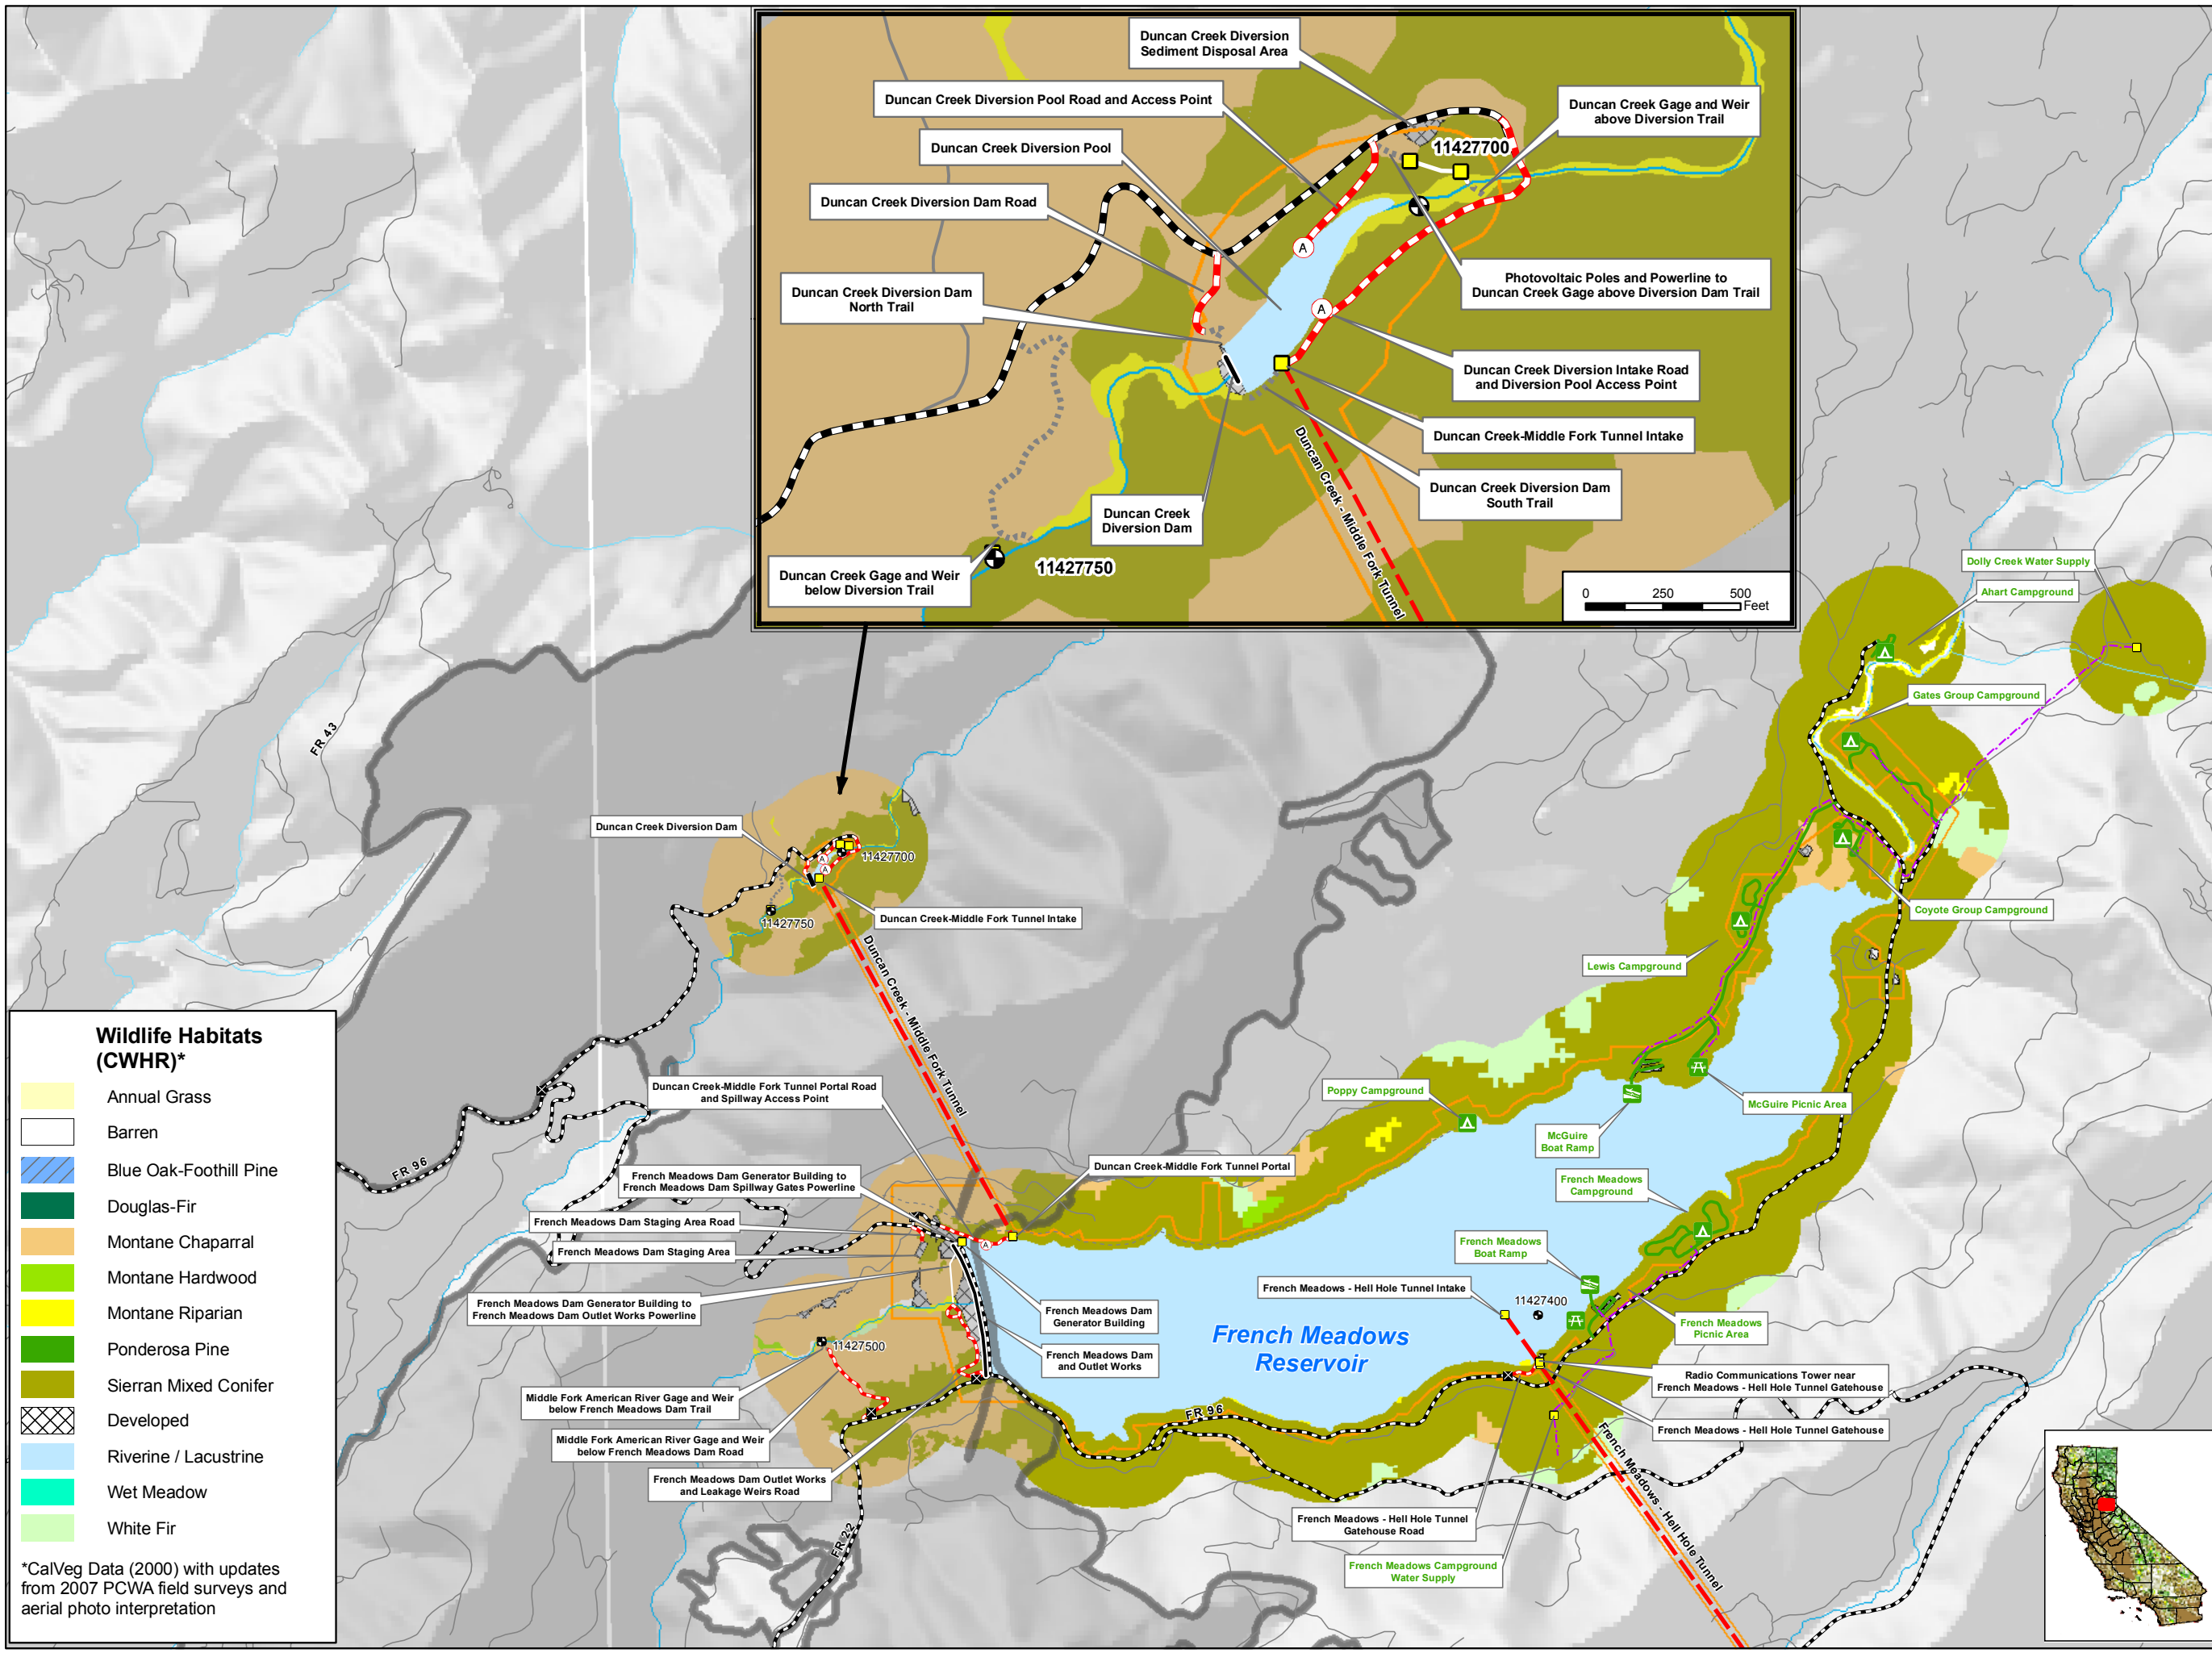 Duncan Creek Diversion
Sediment Disposal Area
Duncan Creek Diversion Pool Road and Access Point
Duncan Creek Gage and Weir
above Diversion Trail
Duncan Creek Diversion Pool
11427700
Duncan Creek Diversion Dam Road
Photovoltaic Poles and Powerline to
Duncan Creek Gage above Diversion Dam Trail
Duncan Creek Diversion Dam
North Trail
A
A
Duncan Creek Diversion Intake Road
and Diversion Pool Access Point
Duncan Creek-Middle Fork Tunnel Intake
Duncan Creek - Middle Fork Tunnel
Duncan Creek Diversion Dam
South Trail
Duncan Creek
Diversion Dam
11427750
Duncan Creek Gage and Weir
below Diversion Trail
0 250 500
Feet
Dolly Creek Water Supply
Ahart Campground
Gates Group Campground
FR 43
Duncan Creek Diversion Dam
A
A
11427700
11427750
Duncan Creek-Middle Fork Tunnel Intake
Coyote Group Campground
Lewis Campground
Duncan Creek - Middle Fork Tunnel
Duncan Creek-Middle Fork Tunnel Portal Road
and Spillway Access Point
Poppy Campground
McGuire Picnic Area
McGuire
Boat Ramp
FR 96
French Meadows Dam Generator Building to
French Meadows Dam Spillway Gates Powerline
Duncan Creek-Middle Fork Tunnel Portal
French Meadows
Campground
French Meadows Dam Staging Area Road
French Meadows Dam Staging Area
A
French Meadows
Boat Ramp
French Meadows - Hell Hole Tunnel Intake
11427400
French Meadows Dam Generator Building to
French Meadows Dam Outlet Works Powerline
French Meadows Dam
Generator Building
French Meadows
Reservoir
French Meadows
Picnic Area
11427500
French Meadows Dam
and Outlet Works
Radio Communications Tower near
French Meadows - Hell Hole Tunnel Gatehouse
Middle Fork American River Gage and Weir
below French Meadows Dam Trail
FR 96
French Meadows - Hell Hole Tunnel Gatehouse
Middle Fork American River Gage and Weir
below French Meadows Dam Road
French Meadows Dam Outlet Works
and Leakage Weirs Road
French Meadows - Hell Hole Tunnel
French Meadows - Hell Hole Tunnel
Gatehouse Road
FR 22
French Meadows Campground
Water Supply
Wildlife Habitats
(CWHR)*
Annual Grass
Barren
Blue Oak-Foothill Pine
Douglas-Fir
Montane Chaparral
Montane Hardwood
Montane Riparian
Ponderosa Pine
Sierran Mixed Conifer
Developed
Riverine / Lacustrine
Wet Meadow
White Fir
*CalVeg Data (2000) with updates
from 2007 PCWA field surveys and
aerial photo interpretation